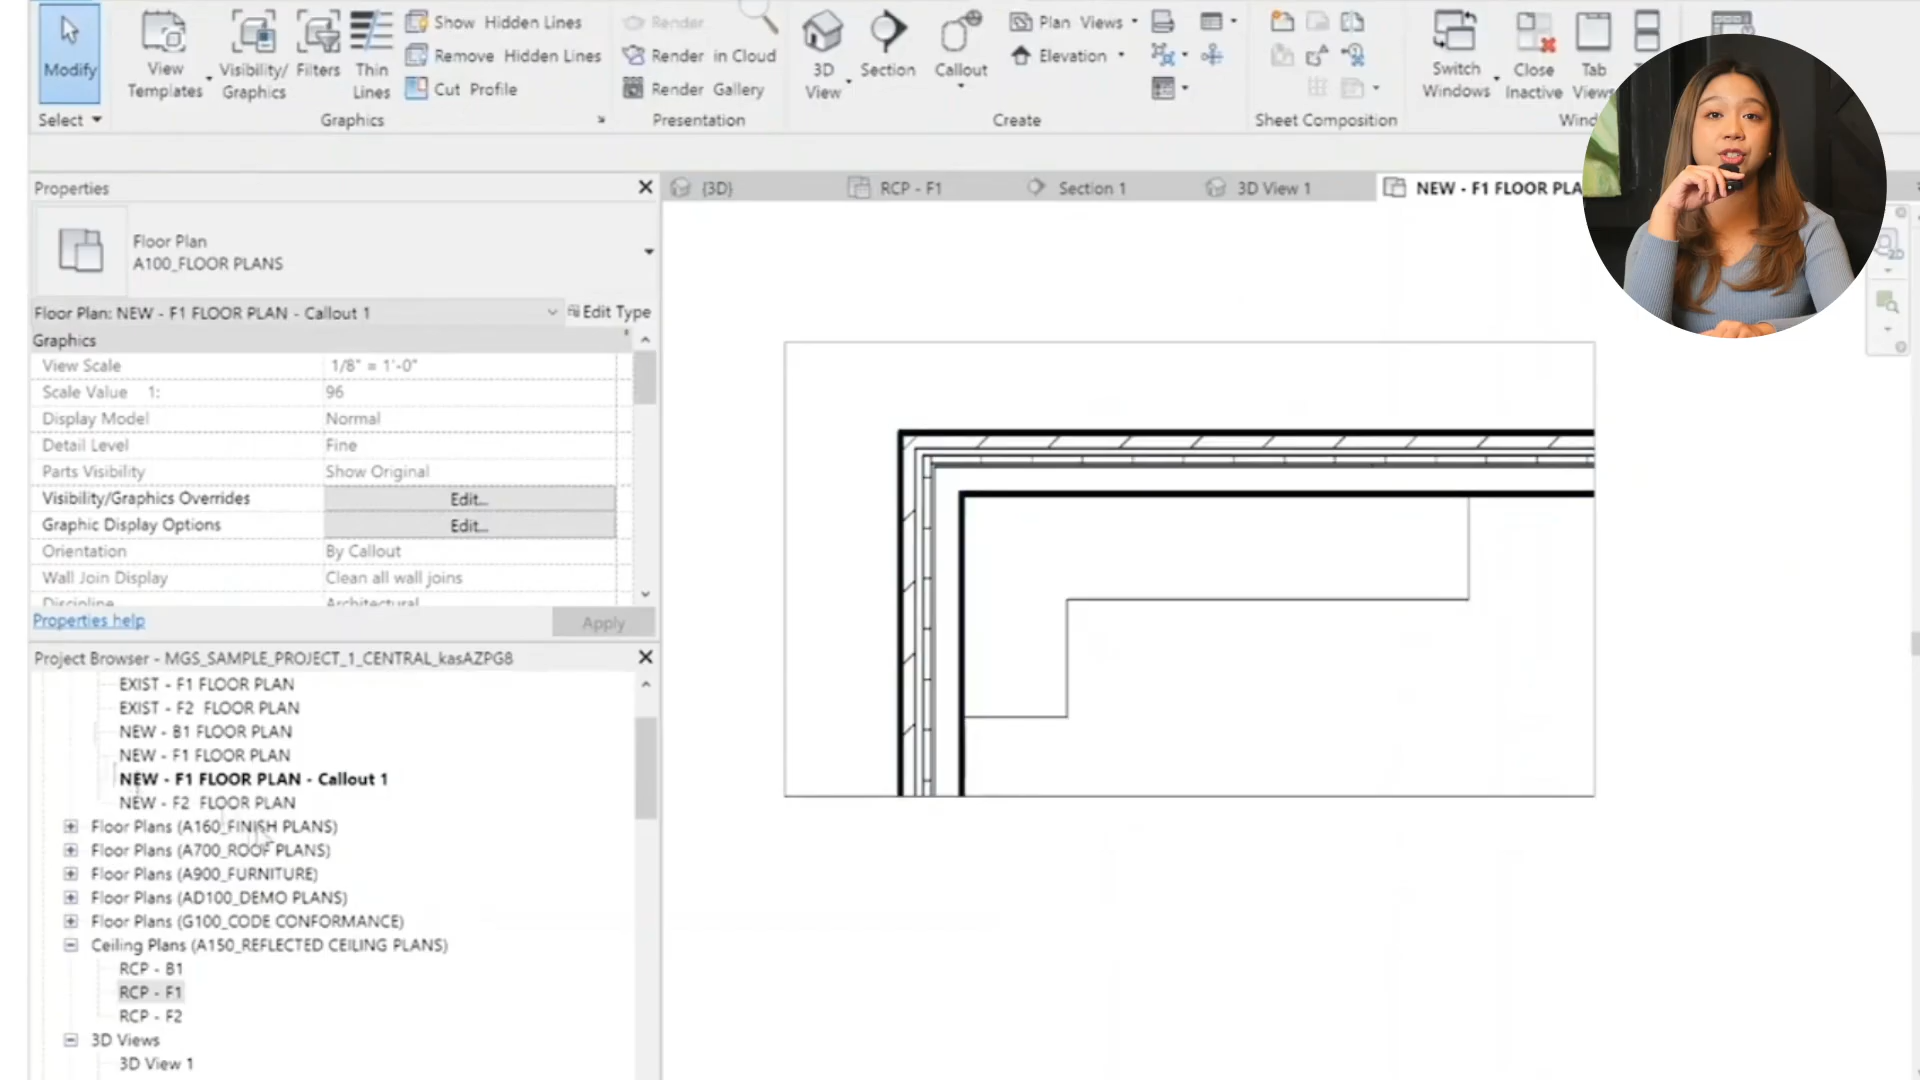 Modify
View Templates
Visibility/ Graphics
Filters
Thin Lines
Show Hidden Lines
Remove Hidden Lines
Cut Profile
Render
Render in Cloud
Render Gallery
3D View
Section
Callout
Plan Views
Elevation
Switch Windows
Close Inactive
Tab Views
Select
Graphics
Presentation
Create
Sheet Composition
Properties
{3D}
RCP - F1
Section 1
3D View 1
NEW - F1 FLOOR PLA
Floor Plan
A100_FLOOR PLANS
Floor Plan: NEW - F1 FLOOR PLAN - Callout 1
Edit Type
Graphics
View Scale 1/8" = 1'-0"
Scale Value 1: 96
Display Model Normal
Detail Level Fine
Parts Visibility Show Original
Visibility/Graphics Overrides Edit...
Graphic Display Options Edit...
Orientation By Callout
Wall Join Display Clean all wall joins
Discipline Architectural
Properties help
Apply
Project Browser - MGS_SAMPLE_PROJECT_1_CENTRAL_kasAZPG8
EXIST - F1 FLOOR PLAN
EXIST - F2 FLOOR PLAN
NEW - B1 FLOOR PLAN
NEW - F1 FLOOR PLAN
NEW - F1 FLOOR PLAN - Callout 1
NEW - F2 FLOOR PLAN
Floor Plans (A160_FINISH PLANS)
Floor Plans (A700_ROOF PLANS)
Floor Plans (A900_FURNITURE)
Floor Plans (AD100_DEMO PLANS)
Floor Plans (G100_CODE CONFORMANCE)
Ceiling Plans (A150_REFLECTED CEILING PLANS)
RCP - B1
RCP - F1
RCP - F2
3D Views
3D View 1